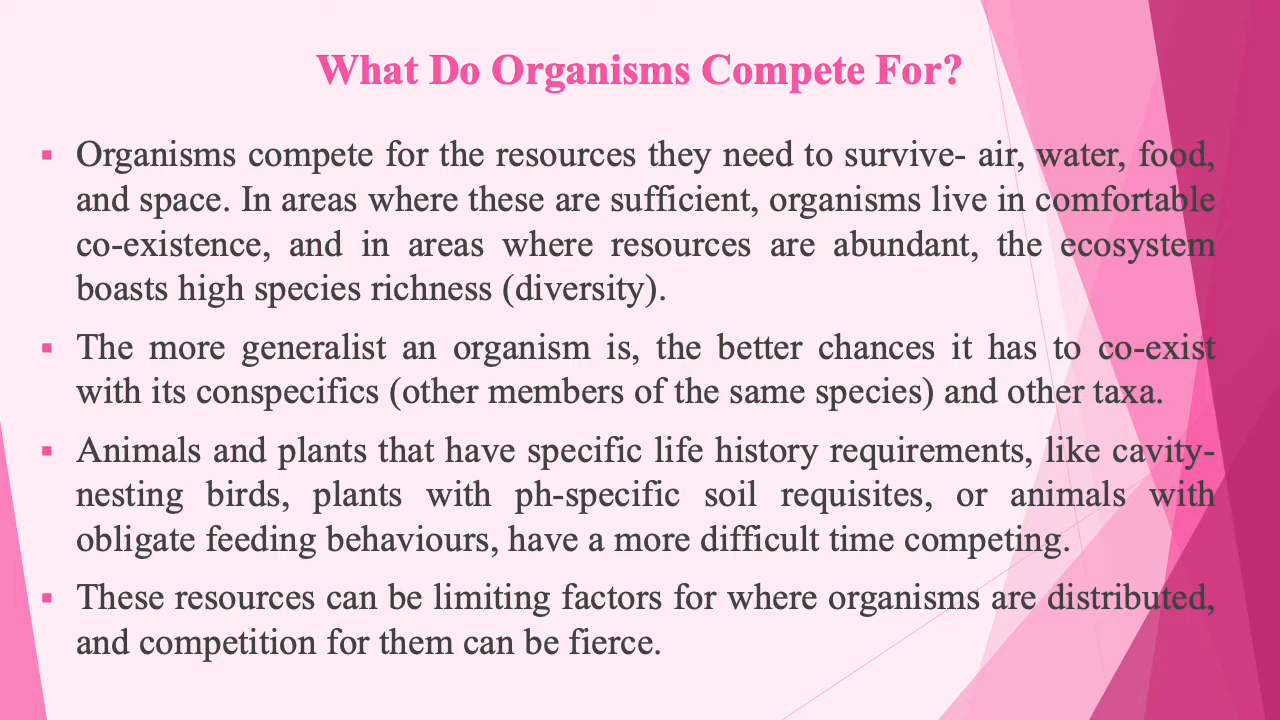 What Do Organisms Compete For?
▪ Organisms compete for the resources they need to survive- air, water, food,
and space. In areas where these are sufficient, organisms live in comfortable
co-existence, and in areas where resources are abundant, the ecosystem
boasts high species richness (diversity).
▪ The more generalist an organism is, the better chances it has to co-exist
with its conspecifics (other members of the same species) and other taxa.
▪ Animals and plants that have specific life history requirements, like cavity-
nesting birds, plants with ph-specific soil requisites, or animals with
obligate feeding behaviours, have a more difficult time competing.
▪ These resources can be limiting factors for where organisms are distributed,
and competition for them can be fierce.